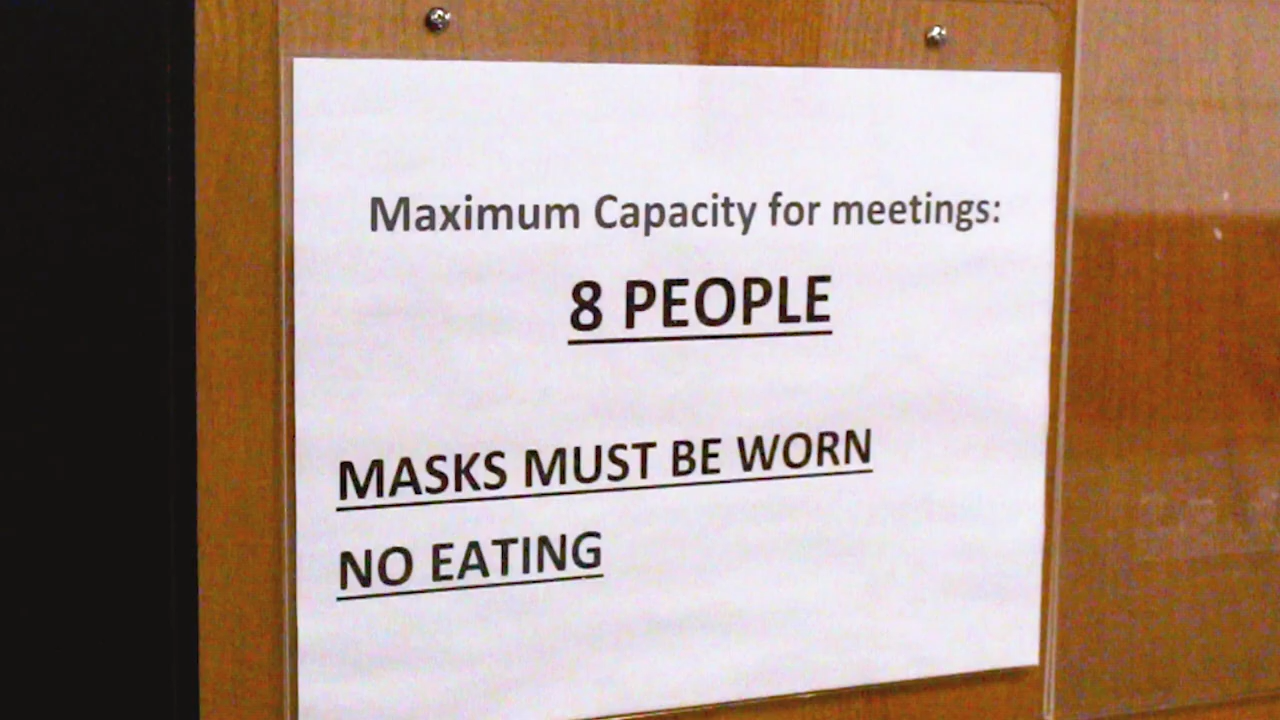 Maximum Capacity for meetings:
8 PEOPLE
MASKS MUST BE WORN
NO EATING